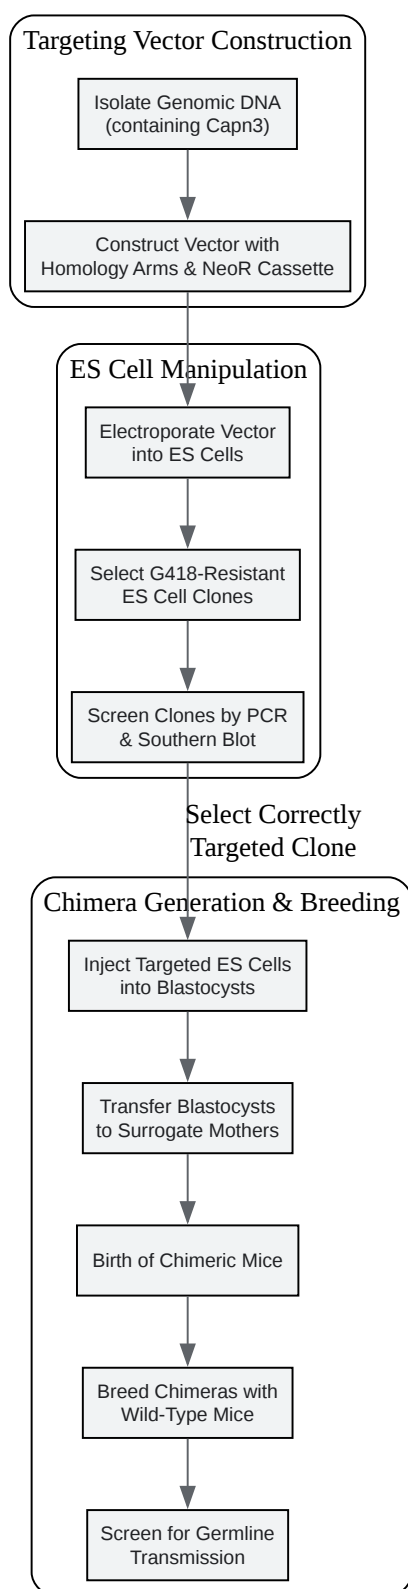 Targeting Vector Construction
Isolate Genomic DNA
(containing Capn3)
Construct Vector with
Homology Arms & NeoR Cassette
ES Cell Manipulation
Electroporate Vector
into ES Cells
Select G418-Resistant
ES Cell Clones
Screen Clones by PCR
& Southern Blot
Select Correctly
Targeted Clone
Chimera Generation & Breeding
Inject Targeted ES Cells
into Blastocysts
Transfer Blastocysts
to Surrogate Mothers
Birth of Chimeric Mice
Breed Chimeras with
Wild-Type Mice
Screen for Germline
Transmission